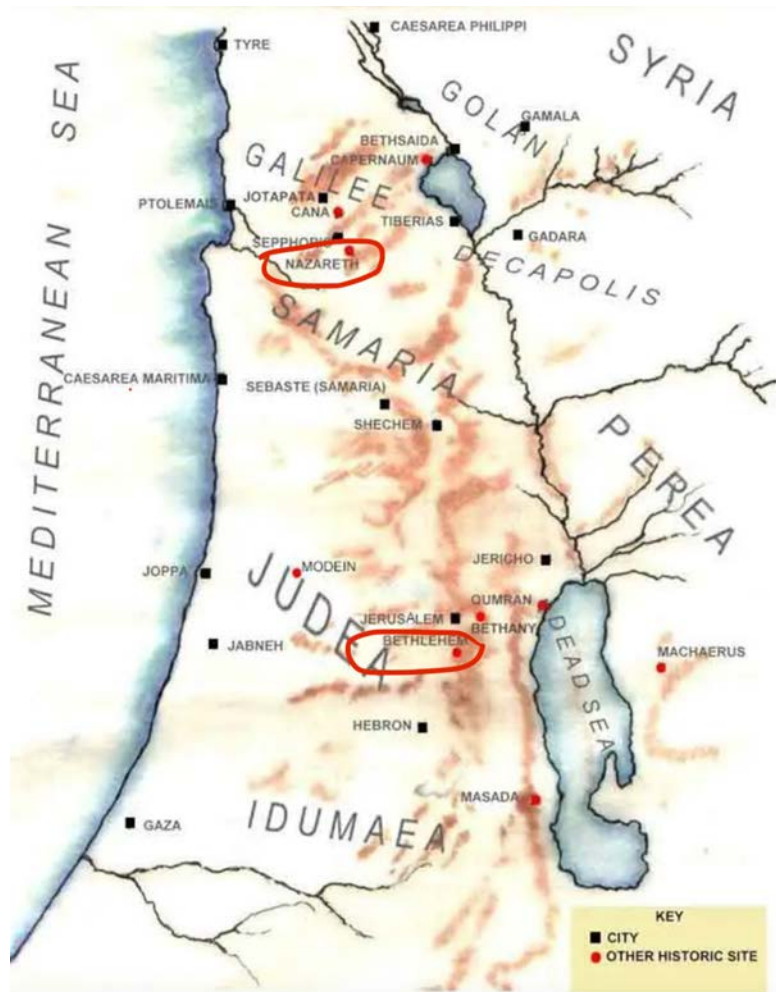 CAESAREA PHILIPPI
TYRE
SYRIA
MEDITERRANEAN SEA
GOLAN
GAMALA
BETHSAIDA
CAPERNAUM
GALILEE
JOTAPATA
PTOLEMAIS
CANA
TIBERIAS
SEPPHORIS
GADARA
NAZARETH
DECAPOLIS
SAMARIA
CAESAREA MARITIMA
SEBASTE (SAMARIA)
SHECHEM
PEREA
JERICHO
JOPPA
MODEIN
JUDEA
QUMRAN
JERUSALEM
BETHANY
BETHLEHEM
JABNEH
DEAD SEA
MACHAERUS
HEBRON
MASADA
IDUMAEA
GAZA
KEY
CITY
OTHER HISTORIC SITE